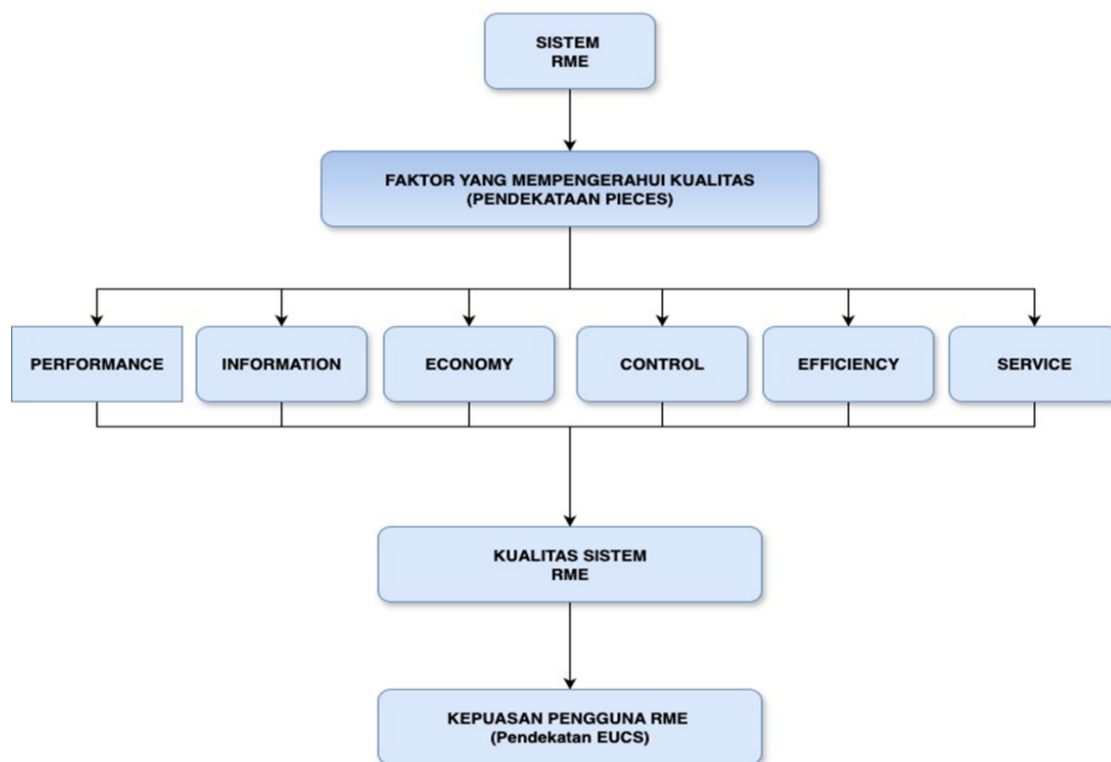 SISTEM
RME
FAKTOR YANG MEMPENGERAHUI KUALITAS
(PENDEKATAAN PIECES)
PERFORMANCE
INFORMATION
ECONOMY
CONTROL
EFFICIENCY
SERVICE
KUALITAS SISTEM
RME
KEPUASAN PENGGUNA RME
(Pendekatan EUCS)